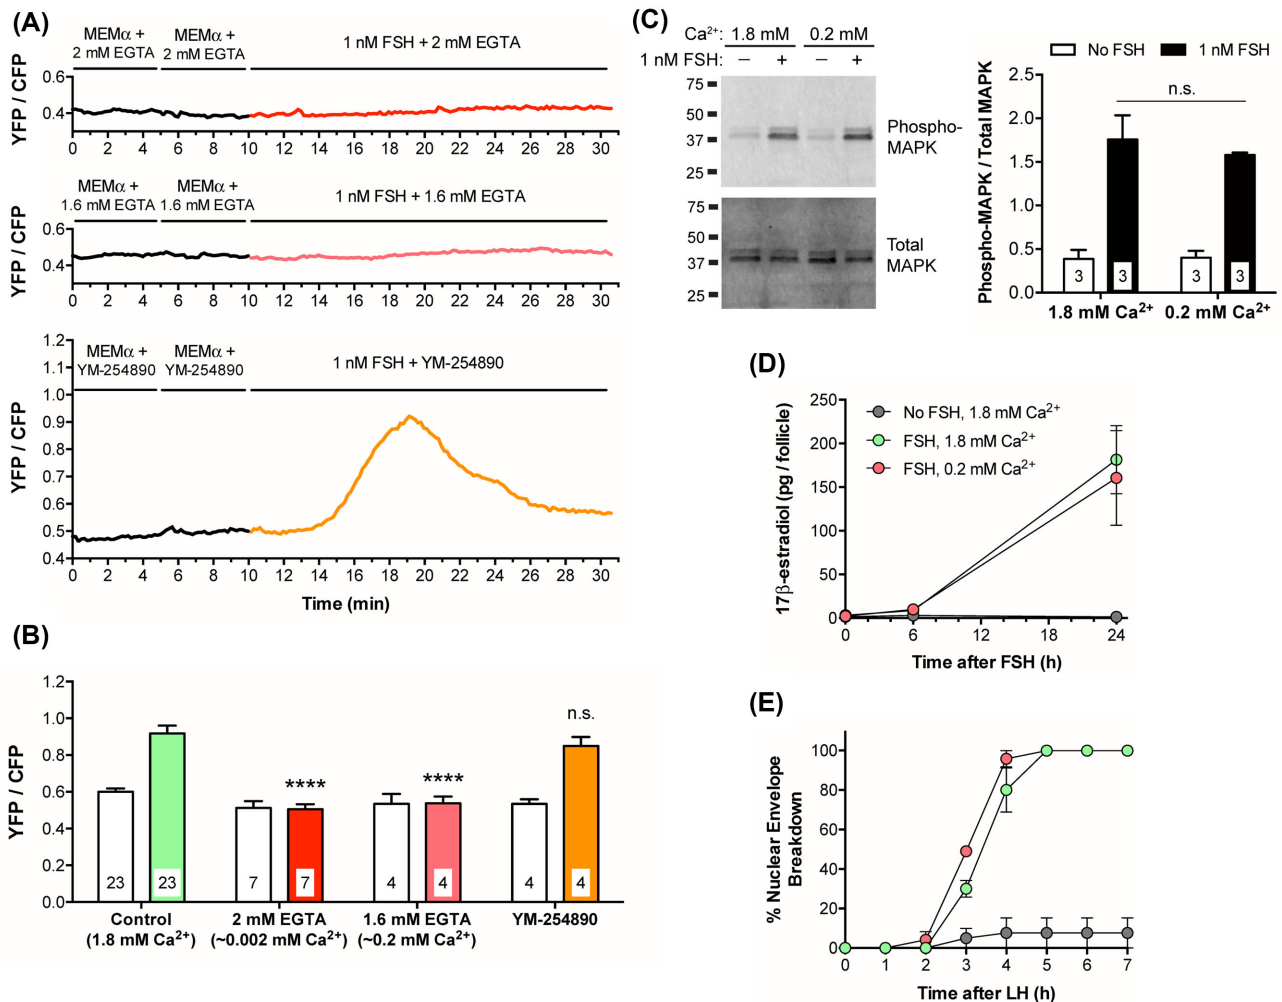 (A)
MEMα +
2 mM EGTA
MEMα +
2 mM EGTA
1 nM FSH + 2 mM EGTA
YFP / CFP
0.6
0.4
0 2 4 6 8 10 12 14 16 18 20 22 24 26 28 30
MEMα +
1.6 mM EGTA
MEMα +
1.6 mM EGTA
1 nM FSH + 1.6 mM EGTA
YFP / CFP
0.6
0.4
0 2 4 6 8 10 12 14 16 18 20 22 24 26 28 30
MEMα +
YM-254890
MEMα +
YM-254890
1 nM FSH + YM-254890
YFP / CFP
1.2
1.1
1.0
0.9
0.8
0.7
0.6
0.5
0.4
0 2 4 6 8 10 12 14 16 18 20 22 24 26 28 30
Time (min)
(B)
YFP / CFP
1.2
1.0
0.8
0.6
0.4
0.2
0.0
**** **** n.s.
23 23 7 7 4 4 4 4
Control
(1.8 mM Ca²⁺)
2 mM EGTA
(~0.002 mM Ca²⁺)
1.6 mM EGTA
(~0.2 mM Ca²⁺)
YM-254890
(C)
Ca²⁺: 1.8 mM 0.2 mM
1 nM FSH: – + – +
75
50
37
25
Phospho-
MAPK
75
50
37
25
Total
MAPK
No FSH 1 nM FSH
Phospho-MAPK / Total MAPK
2.5
2.0
1.5
1.0
0.5
0.0
n.s.
3 3 3 3
1.8 mM Ca²⁺ 0.2 mM Ca²⁺
(D)
17β-estradiol (pg / follicle)
250
200
150
100
50
0
No FSH, 1.8 mM Ca²⁺
FSH, 1.8 mM Ca²⁺
FSH, 0.2 mM Ca²⁺
0 6 12 18 24
Time after FSH (h)
(E)
% Nuclear Envelope
Breakdown
100
80
60
40
20
0
0 1 2 3 4 5 6 7
Time after LH (h)